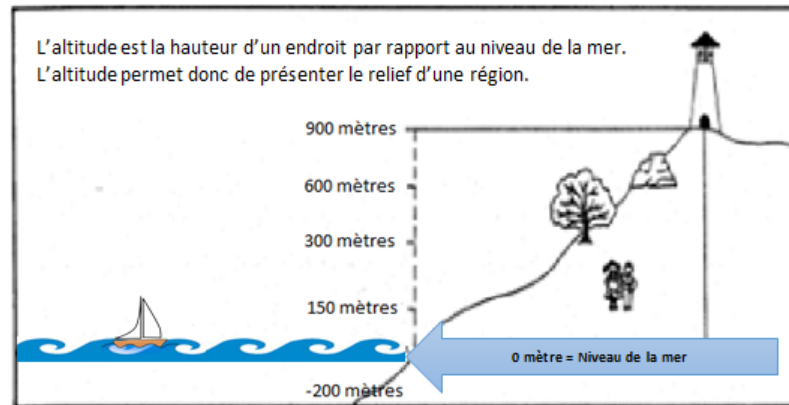 L'altitude est la hauteur d'un endroit par rapport au niveau de la mer.
L'altitude permet donc de présenter le relief d'une région.
900 mètres
600 mètres
300 mètres
150 mètres
0 mètre = Niveau de la mer
-200 mètres